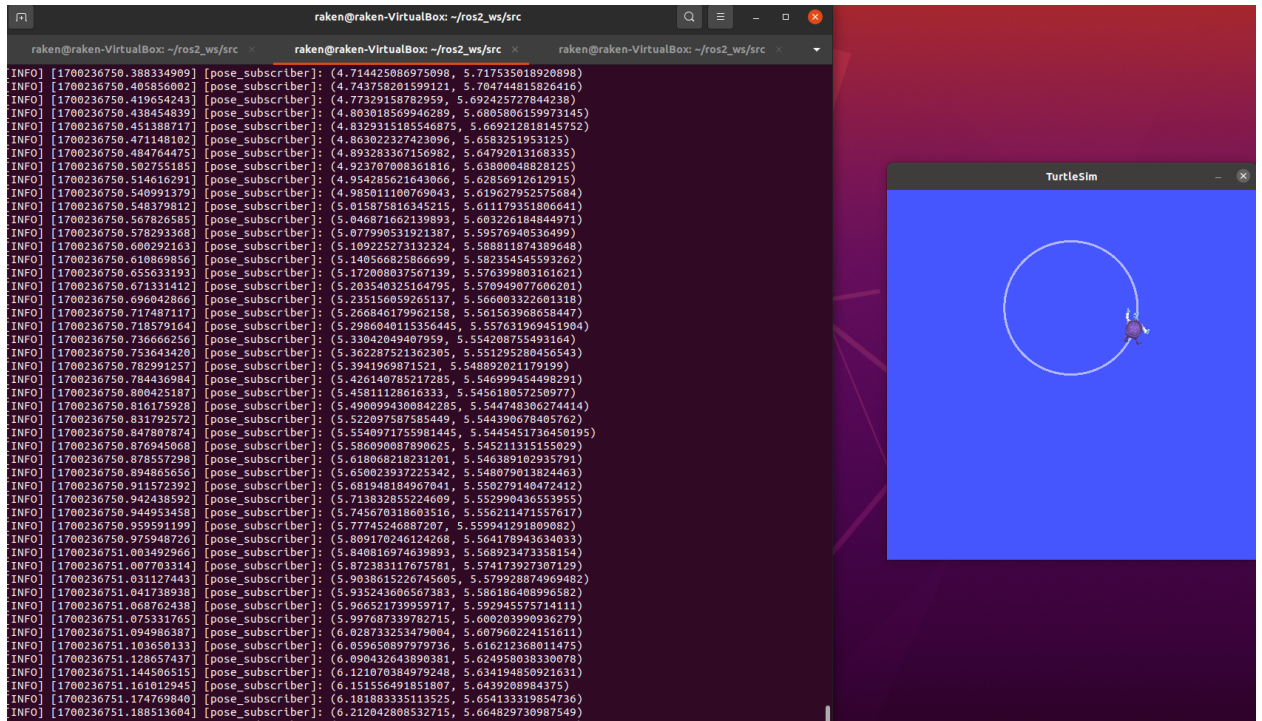 raken@raken-VirtualBox: ~/ros2_ws/src
raken@raken-VirtualBox: ~/ros2_ws/src × raken@raken-VirtualBox: ~/ros2_ws/src × raken@raken-VirtualBox: ~/ros2_ws/src ×
[INFO] [1700236750.388334909] [pose_subscriber]: (4.714425086975098, 5.717535018920898)
[INFO] [1700236750.405856002] [pose_subscriber]: (4.743758201599121, 5.704744815826416)
[INFO] [1700236750.419654243] [pose_subscriber]: (4.77329158782959, 5.692425727844238)
[INFO] [1700236750.438454839] [pose_subscriber]: (4.803018569946289, 5.6805806159973145)
[INFO] [1700236750.451388717] [pose_subscriber]: (4.8329315185546875, 5.669212818145752)
[INFO] [1700236750.471148102] [pose_subscriber]: (4.863022327423096, 5.6583251953125)
[INFO] [1700236750.484764475] [pose_subscriber]: (4.893283367156982, 5.64792013168335)
[INFO] [1700236750.502755185] [pose_subscriber]: (4.923707008361816, 5.63800048828125)
[INFO] [1700236750.514616291] [pose_subscriber]: (4.954285621643066, 5.62856912612915)
[INFO] [1700236750.540991379] [pose_subscriber]: (4.985011100769043, 5.619627952575684)
[INFO] [1700236750.548379812] [pose_subscriber]: (5.015875816345215, 5.611179351806641)
[INFO] [1700236750.567826585] [pose_subscriber]: (5.046871662139893, 5.603226184844971)
[INFO] [1700236750.578293368] [pose_subscriber]: (5.077990531921387, 5.59576940536499)
[INFO] [1700236750.600292163] [pose_subscriber]: (5.109225273132324, 5.588811874389648)
[INFO] [1700236750.610869856] [pose_subscriber]: (5.140566825866699, 5.582354545593262)
[INFO] [1700236750.655633193] [pose_subscriber]: (5.172008037567139, 5.576399803161621)
[INFO] [1700236750.671331412] [pose_subscriber]: (5.203540325164795, 5.570949077606201)
[INFO] [1700236750.696042866] [pose_subscriber]: (5.235156059265137, 5.566003322601318)
[INFO] [1700236750.717487117] [pose_subscriber]: (5.266846179962158, 5.561563968658447)
[INFO] [1700236750.718579164] [pose_subscriber]: (5.2986040115356445, 5.557631969451904)
[INFO] [1700236750.736666256] [pose_subscriber]: (5.33042049407959, 5.554208755493164)
[INFO] [1700236750.753643420] [pose_subscriber]: (5.362287521362305, 5.551295280456543)
[INFO] [1700236750.782991257] [pose_subscriber]: (5.3941969871521, 5.548892021179199)
[INFO] [1700236750.784436984] [pose_subscriber]: (5.426140785217285, 5.546999454498291)
[INFO] [1700236750.800425187] [pose_subscriber]: (5.45811128616333, 5.545618057250977)
[INFO] [1700236750.816175928] [pose_subscriber]: (5.4900994300842285, 5.544748306274414)
[INFO] [1700236750.831792572] [pose_subscriber]: (5.522097587585449, 5.544390678405762)
[INFO] [1700236750.847807874] [pose_subscriber]: (5.5540971755981445, 5.5445451736450195)
[INFO] [1700236750.876945068] [pose_subscriber]: (5.586090087890625, 5.545211315155029)
[INFO] [1700236750.878557298] [pose_subscriber]: (5.618068218231201, 5.546389102935791)
[INFO] [1700236750.894865656] [pose_subscriber]: (5.650023937225342, 5.548079013824463)
[INFO] [1700236750.911572392] [pose_subscriber]: (5.681948184967041, 5.550279140472412)
[INFO] [1700236750.942438592] [pose_subscriber]: (5.713832855224609, 5.552990436553955)
[INFO] [1700236750.944953458] [pose_subscriber]: (5.745670318603516, 5.556211471557617)
[INFO] [1700236750.959591199] [pose_subscriber]: (5.77745246887207, 5.559941291809082)
[INFO] [1700236750.975948726] [pose_subscriber]: (5.809170246124268, 5.564178943634033)
[INFO] [1700236751.003492966] [pose_subscriber]: (5.840816974639893, 5.568923473358154)
[INFO] [1700236751.007703314] [pose_subscriber]: (5.872383117675781, 5.574173927307129)
[INFO] [1700236751.031127443] [pose_subscriber]: (5.9038615226745605, 5.579928874969482)
[INFO] [1700236751.041738938] [pose_subscriber]: (5.935243606567383, 5.586186408996582)
[INFO] [1700236751.068762438] [pose_subscriber]: (5.966521739959717, 5.592945575714111)
[INFO] [1700236751.075331765] [pose_subscriber]: (5.997687339782715, 5.600203990936279)
[INFO] [1700236751.094986387] [pose_subscriber]: (6.028733253479004, 5.607960224151611)
[INFO] [1700236751.103650133] [pose_subscriber]: (6.059650897979736, 5.616212368011475)
[INFO] [1700236751.128657437] [pose_subscriber]: (6.090432643890381, 5.624958038330078)
[INFO] [1700236751.144506515] [pose_subscriber]: (6.121070384979248, 5.634194850921631)
[INFO] [1700236751.161012945] [pose_subscriber]: (6.151556491851807, 5.6439208984375)
[INFO] [1700236751.174769840] [pose_subscriber]: (6.181883335113525, 5.654133319854736)
[INFO] [1700236751.188513604] [pose_subscriber]: (6.212042808532715, 5.664829730987549)
TurtleSim